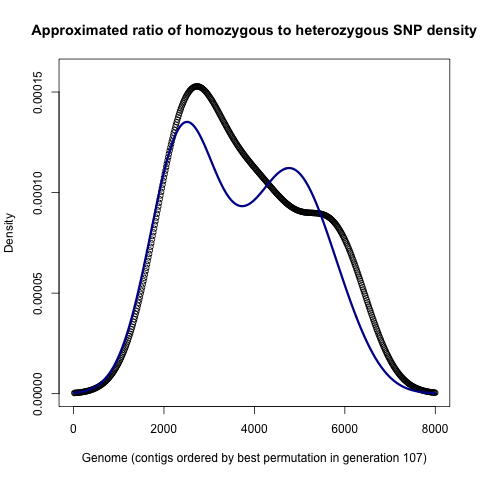 Approximated ratio of homozygous to heterozygous SNP density
0.00015
0.00010
0.00005
0.00000
Density
0 2000 4000 6000 8000
Genome (contigs ordered by best permutation in generation 107)